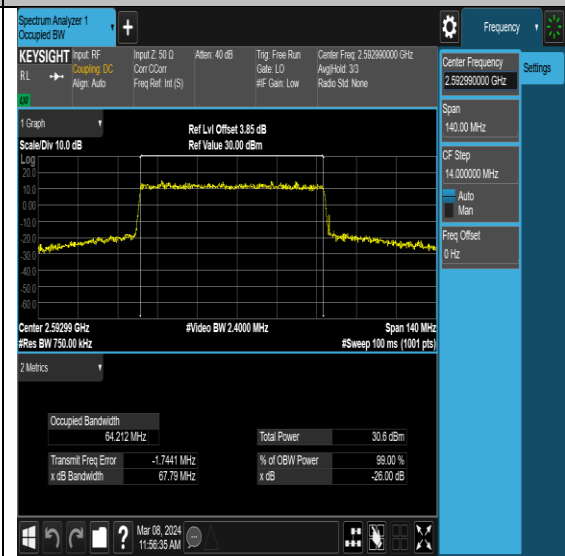 Spectrum Analyzer 1
Occupied BW
Frequency
KEYSIGHT
RL
LNI
Input: RF
Coupling: DC
Align: Auto
Input Z: 50 Ω
Corr CCorr
Freq Ref: Int (S)
Atten: 40 dB
Trig: Free Run
Gate: LO
#IF Gain: Low
Center Freq: 2.592990000 GHz
Avg|Hold: 3/3
Radio Std: None
Center Frequency
2.592990000 GHz
Settings
Span
140.00 MHz
CF Step
14.000000 MHz
Auto
Man
Freq Offset
0 Hz
1 Graph
Scale/Div 10.0 dB
Ref Lvl Offset 3.85 dB
Ref Value 30.00 dBm
Log
20.0
10.0
0.00
-10.0
-20.0
-30.0
-40.0
-50.0
-60.0
Center 2.59299 GHz
#Video BW 2.4000 MHz
Span 140 MHz
#Res BW 750.00 kHz
#Sweep 100 ms (1001 pts)
2 Metrics
Occupied Bandwidth
64.212 MHz
Total Power 30.6 dBm
Transmit Freq Error -1.7441 MHz
% of OBW Power 99.00 %
x dB Bandwidth 67.79 MHz
x dB -26.00 dB
?
Mar 08, 2024
11:56:35 AM